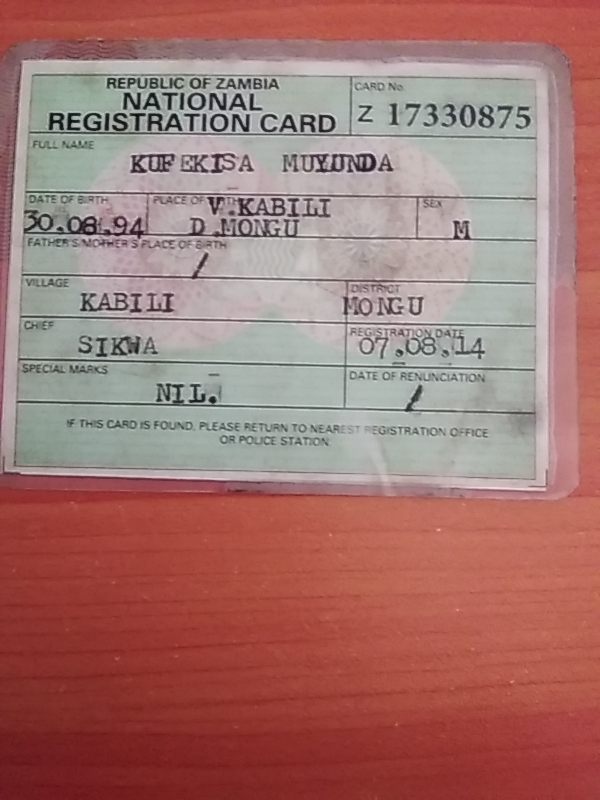 REPUBLIC OF ZAMBIA
NATIONAL
REGISTRATION CARD
CARD No.
Z 17330875
FULL NAME
KUFEKISA MUYUNDA
DATE OF BIRTH
30.08.94
PLACE OF BIRTH
V.KABILI
D.MONGU
SEX
M
FATHER'S/MOTHER'S PLACE OF BIRTH
/
VILLAGE
KABILI
DISTRICT
MONGU
CHIEF
SIKWA
REGISTRATION DATE
07.08.14
SPECIAL MARKS
NIL.
DATE OF RENUNCIATION
/
IF THIS CARD IS FOUND, PLEASE RETURN TO NEAREST REGISTRATION OFFICE
OR POLICE STATION.